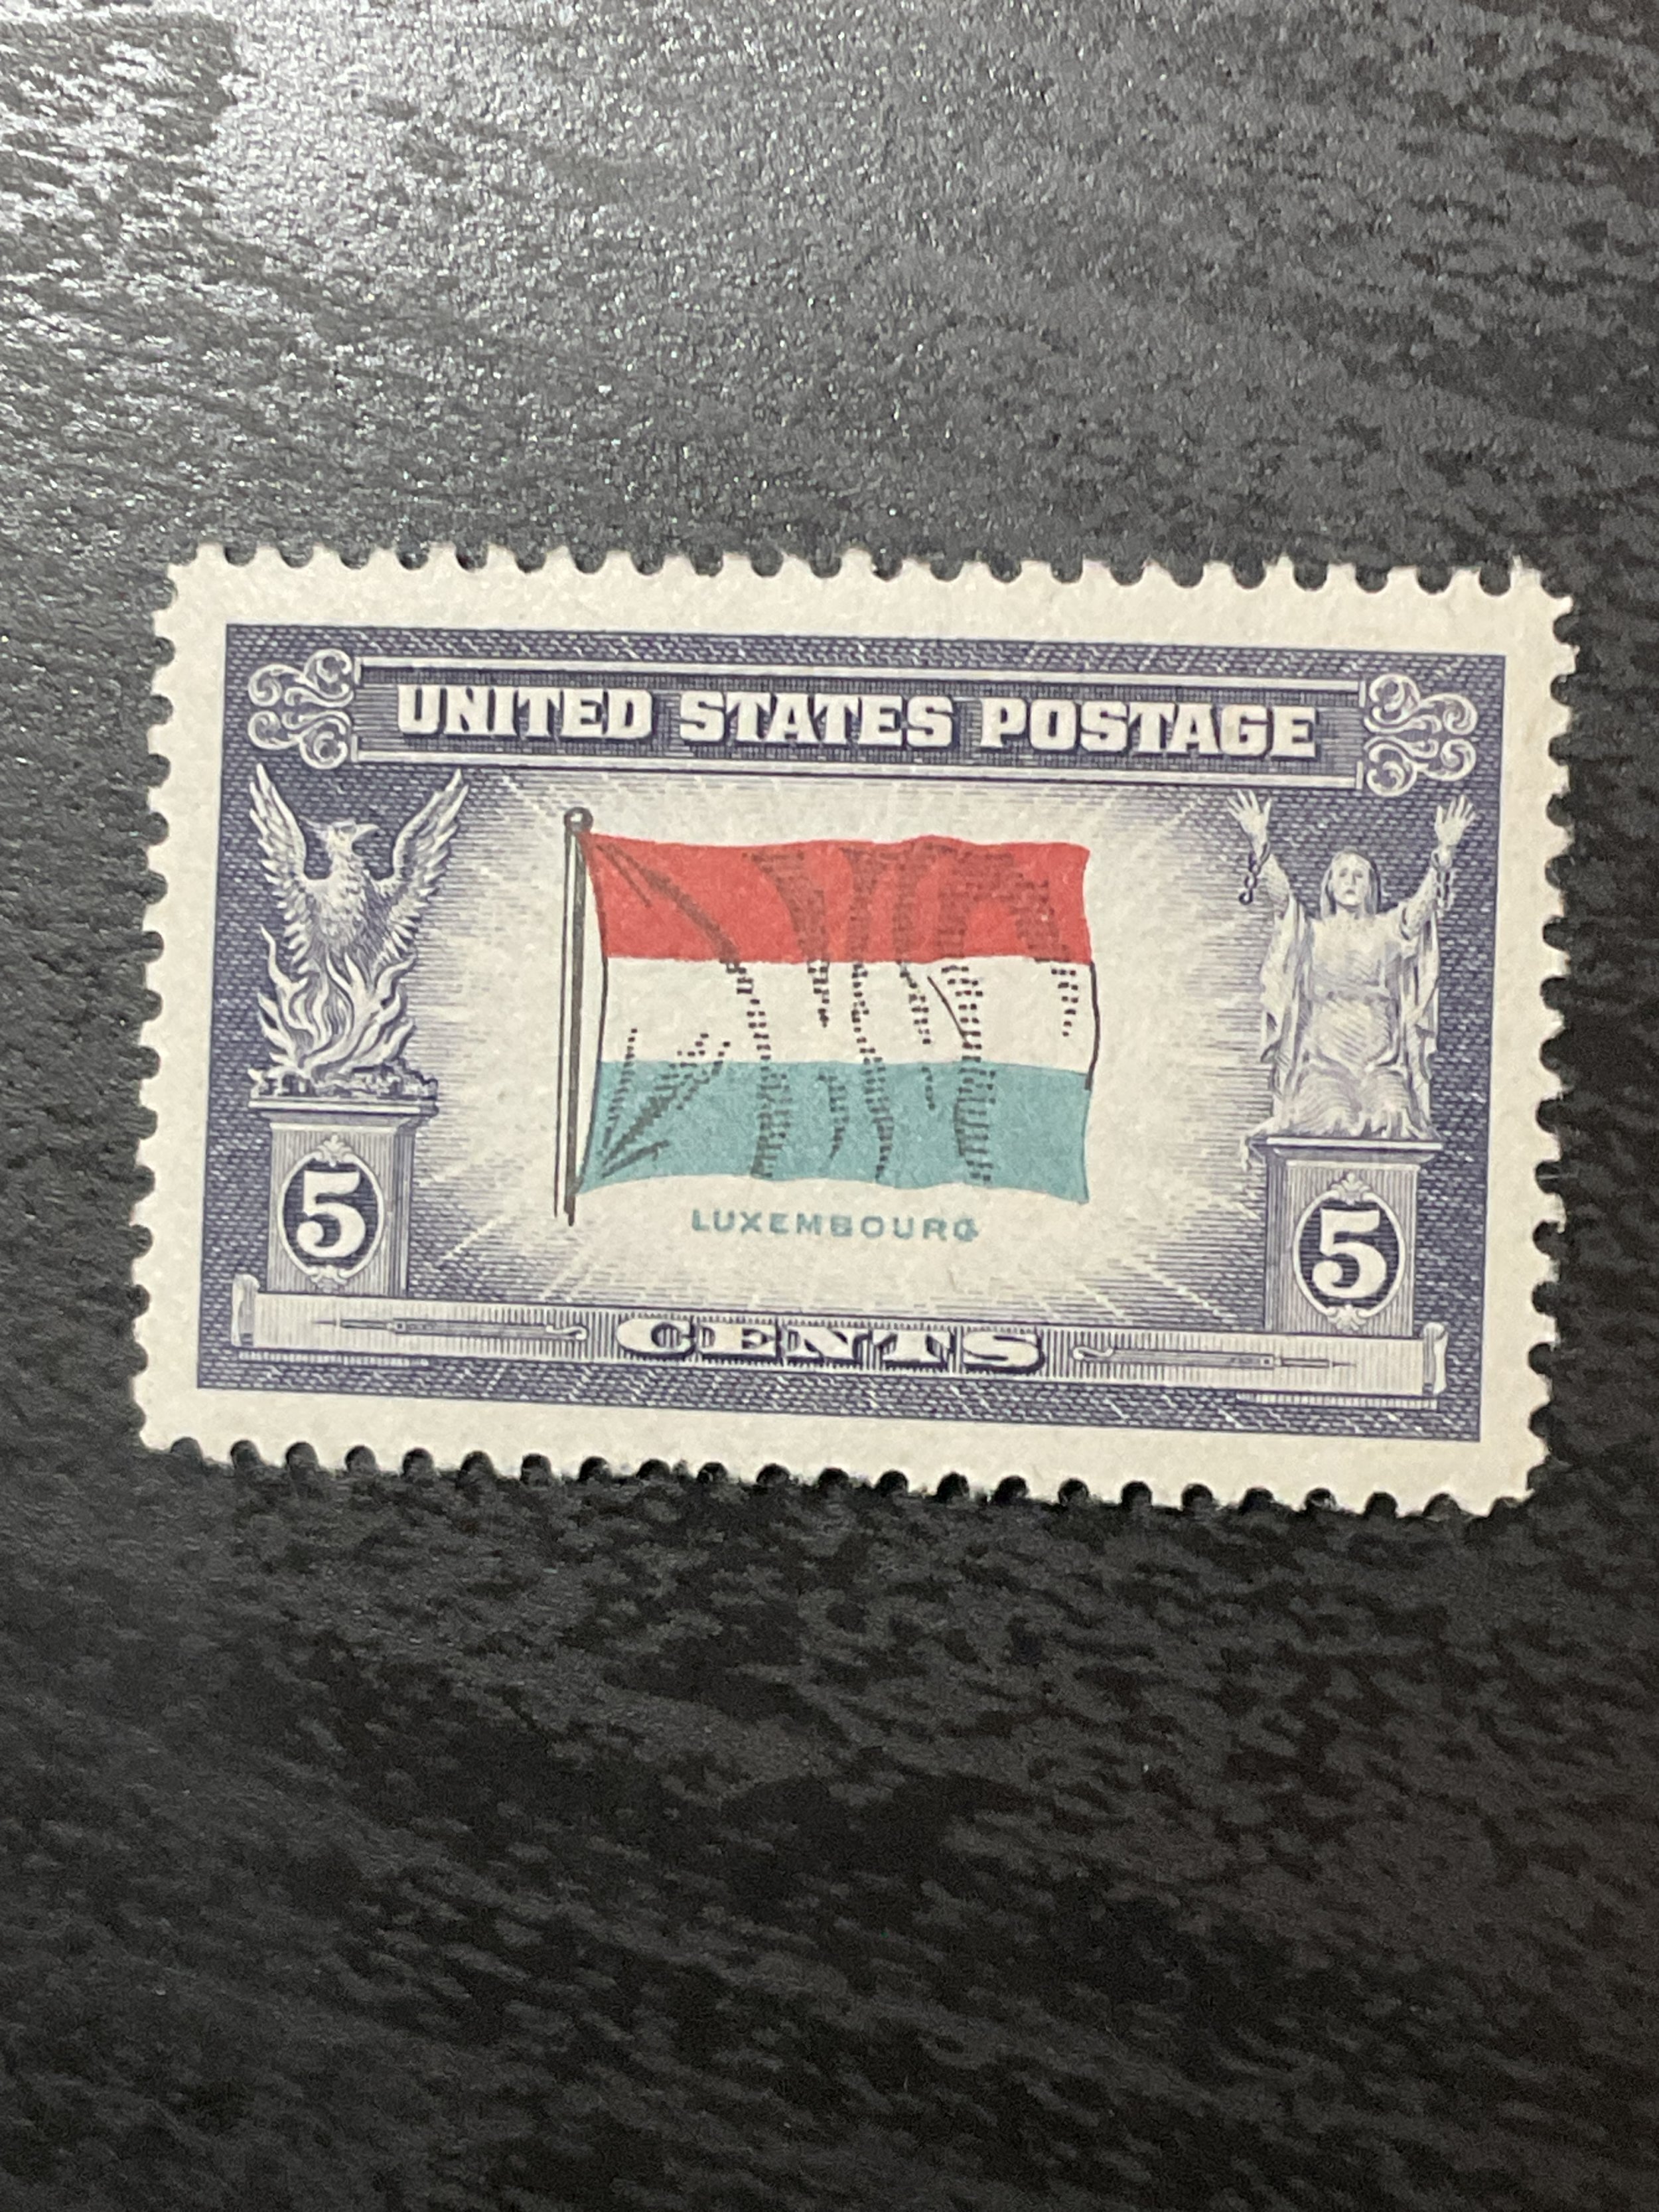 UNITED STATES POSTAGE
LUXEMBOURG
5 5
CENTS